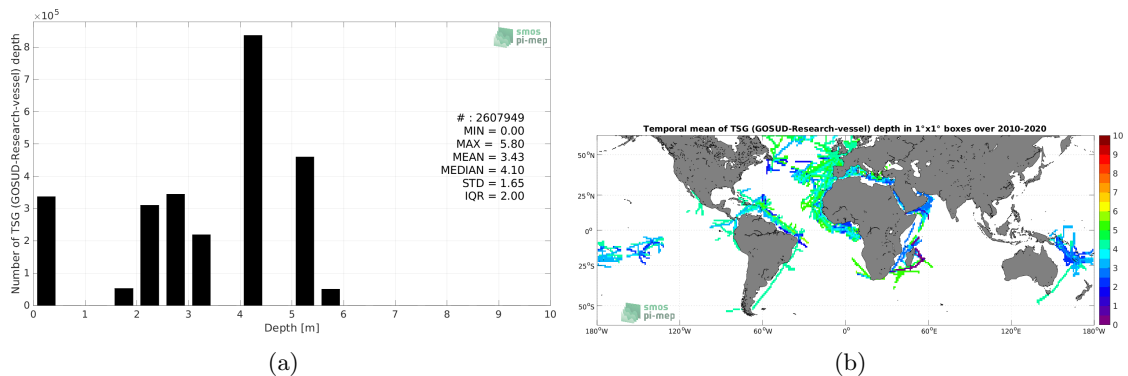 ×10⁵
smos
pi-mep
Number of TSG (GOSUD-Research-vessel) depth
8
7
6
5
4
3
2
1
0
# : 2607949
MIN = 0.00
MAX = 5.80
MEAN = 3.43
MEDIAN = 4.10
STD = 1.65
IQR = 2.00
0 1 2 3 4 5 6 7 8 9 10
Depth [m]
(a)
Temporal mean of TSG (GOSUD-Research-vessel) depth in 1°x1° boxes over 2010-2020
50°N
25°N
0°
25°S
50°S
10
9
8
7
6
5
4
3
2
1
0
smos
pi-mep
180°W 120°W 60°W 0° 60°E 120°E 180°E
(b)